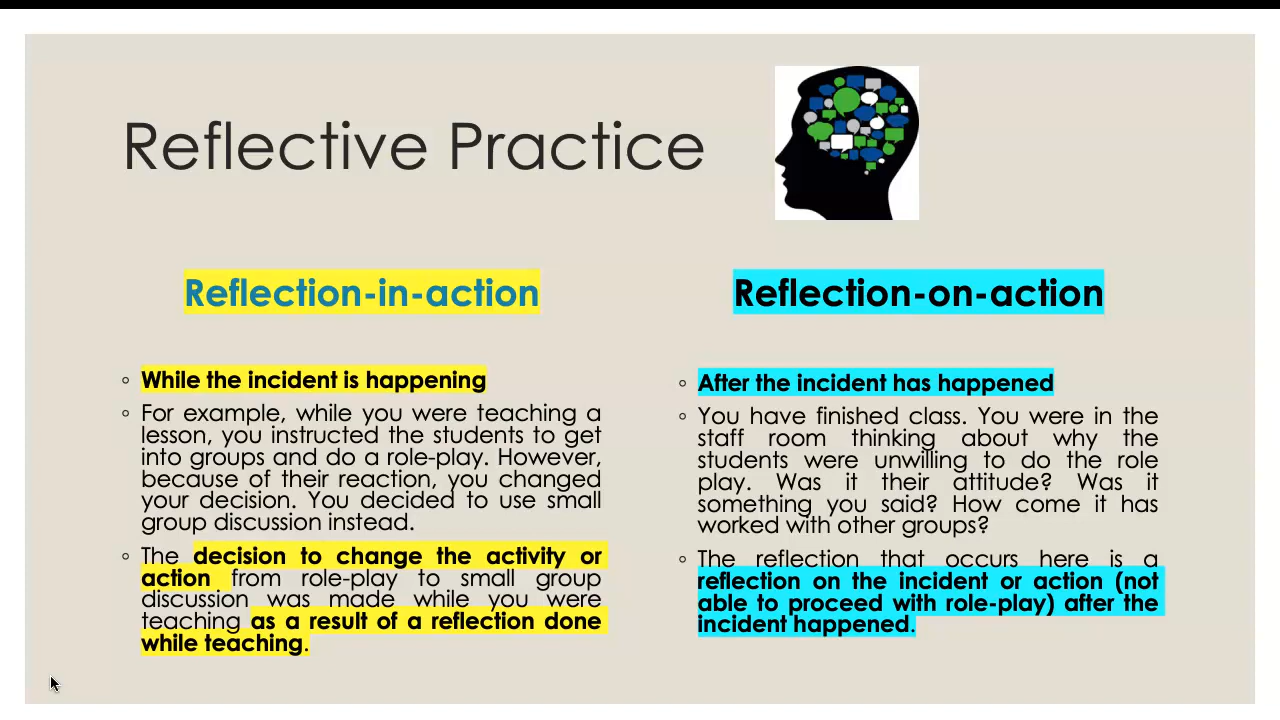 Reflective Practice
Reflection-in-action
◦ While the incident is happening
◦ For example, while you were teaching a
lesson, you instructed the students to get
into groups and do a role-play. However,
because of their reaction, you changed
your decision. You decided to use small
group discussion instead.
◦ The decision to change the activity or
action from role-play to small group
discussion was made while you were
teaching as a result of a reflection done
while teaching.
Reflection-on-action
◦ After the incident has happened
◦ You have finished class. You were in the
staff room thinking about why the
students were unwilling to do the role
play. Was it their attitude? Was it
something you said? How come it has
worked with other groups?
◦ The reflection that occurs here is a
reflection on the incident or action (not
able to proceed with role-play) after the
incident happened.